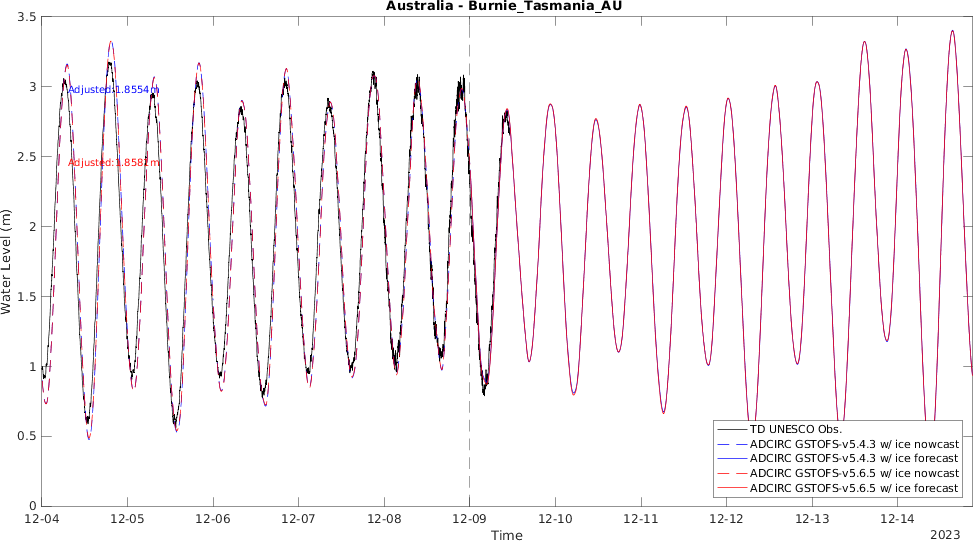 Australia - Burnie_Tasmania_AU
3.5
3
2.5
2
1.5
1
0.5
0
Water Level (m)
Adjusted:1.8554m
Adjusted:1.8582m
TD UNESCO Obs.
ADCIRC GSTOFS-v5.4.3 w/ ice nowcast
ADCIRC GSTOFS-v5.4.3 w/ ice forecast
ADCIRC GSTOFS-v5.6.5 w/ ice nowcast
ADCIRC GSTOFS-v5.6.5 w/ ice forecast
12-04 12-05 12-06 12-07 12-08 12-09 12-10 12-11 12-12 12-13 12-14
Time
2023